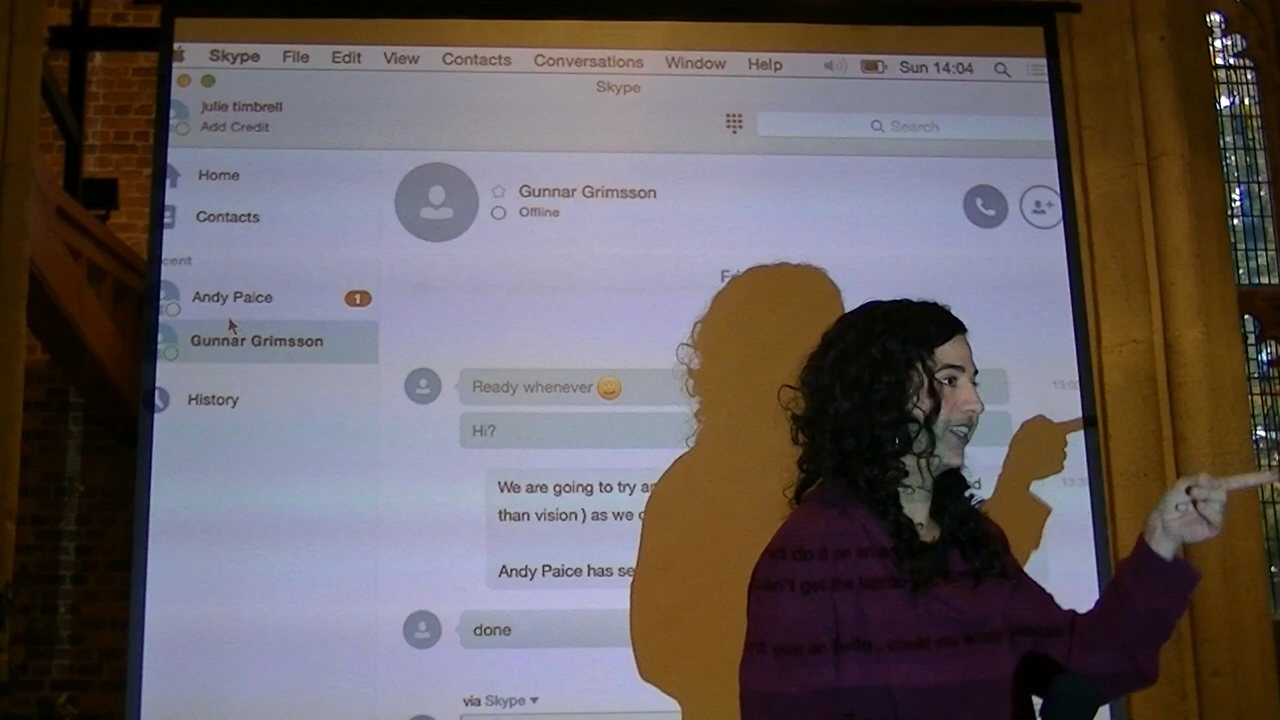 Skype File Edit View Contacts Conversations Window Help Sun 14:04
Skype
julie timbrell
Add Credit
Search
Home
Contacts
Gunnar Grimsson
Offline
cent
Andy Paice 1
Gunnar Grimsson
History
Ready whenever
Hi?
We are going to try
than vision ) as we
Andy Paice has se
done
via Skype